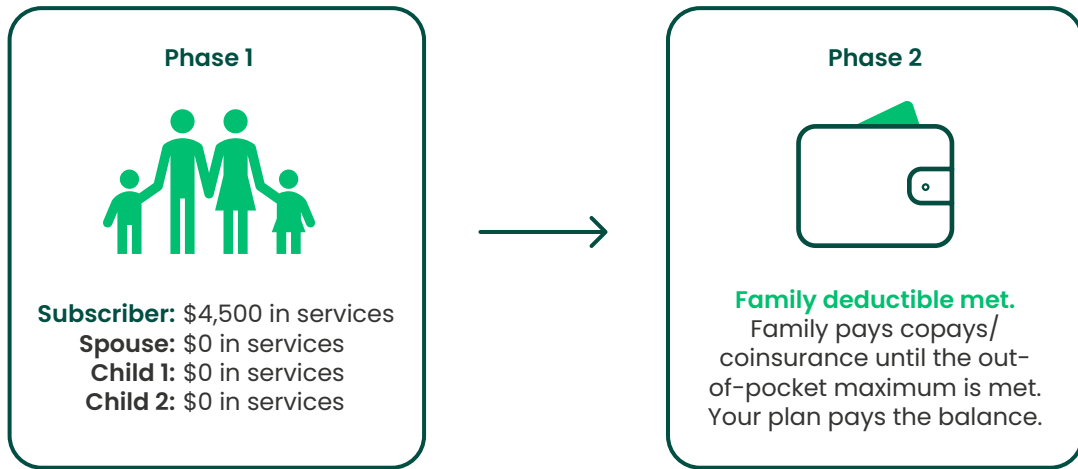 Phase 1
Subscriber: $4,500 in services
Spouse: $0 in services
Child 1: $0 in services
Child 2: $0 in services
Phase 2
Family deductible met.
Family pays copays/
coinsurance until the out-
of-pocket maximum is met.
Your plan pays the balance.